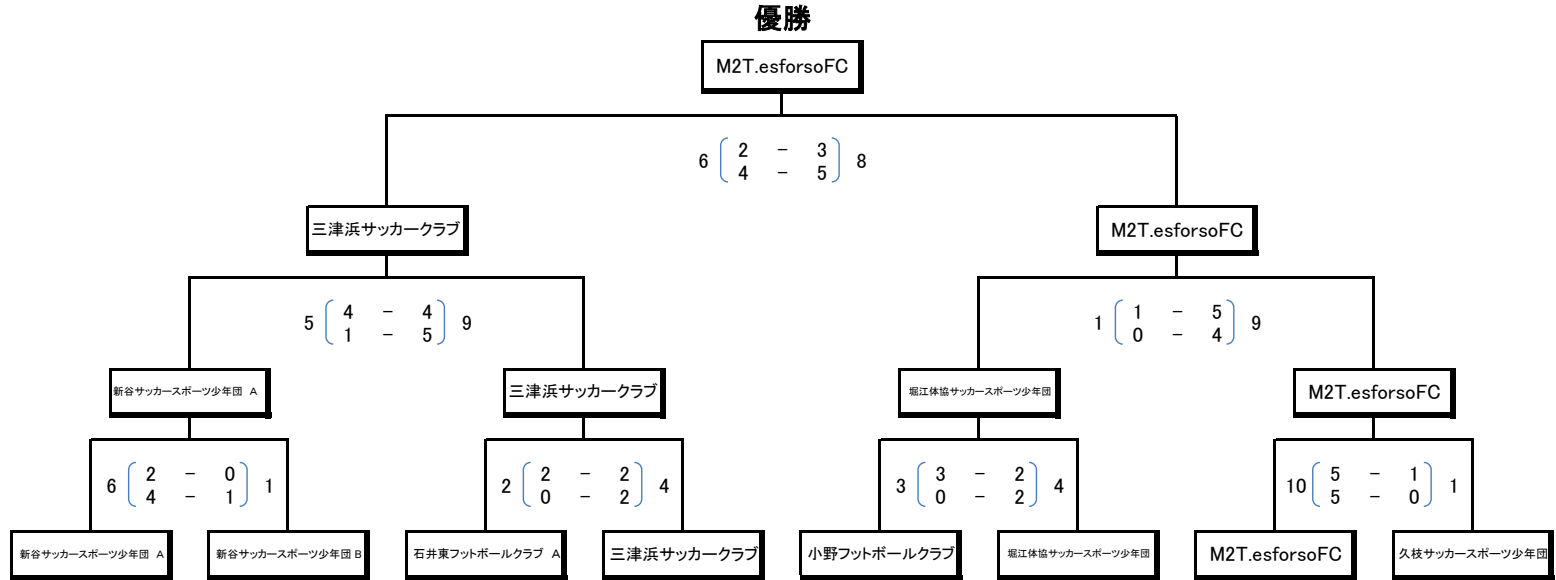 優勝
M2T.esforsoFC
6 2 － 3 8
4 － 5
三津浜サッカークラブ M2T.esforsoFC
5 4 － 4 9 1 1 － 5 9
1 － 5 0 － 4
新谷サッカースポーツ少年団 A 三津浜サッカークラブ 堀江体協サッカースポーツ少年団 M2T.esforsoFC
6 2 － 0 1 2 2 － 2 4 3 3 － 2 4 10 5 － 1 1
4 － 1 0 － 2 0 － 2 5 － 0
新谷サッカースポーツ少年団 A 新谷サッカースポーツ少年団 B 石井東フットボールクラブ A 三津浜サッカークラブ 小野フットボールクラブ 堀江体協サッカースポーツ少年団 M2T.esforsoFC 久枝サッカースポーツ少年団